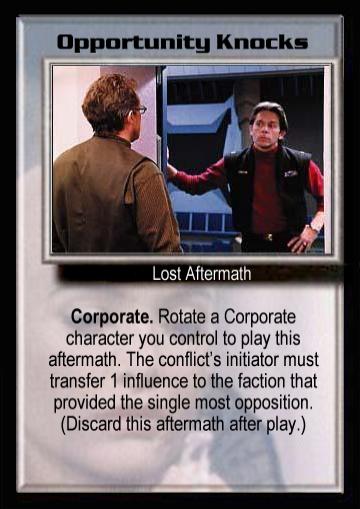 Opportunity Knocks
Lost Aftermath
Corporate. Rotate a Corporate
character you control to play this
aftermath. The conflict's initiator must
transfer 1 influence to the faction that
provided the single most opposition.
(Discard this aftermath after play.)